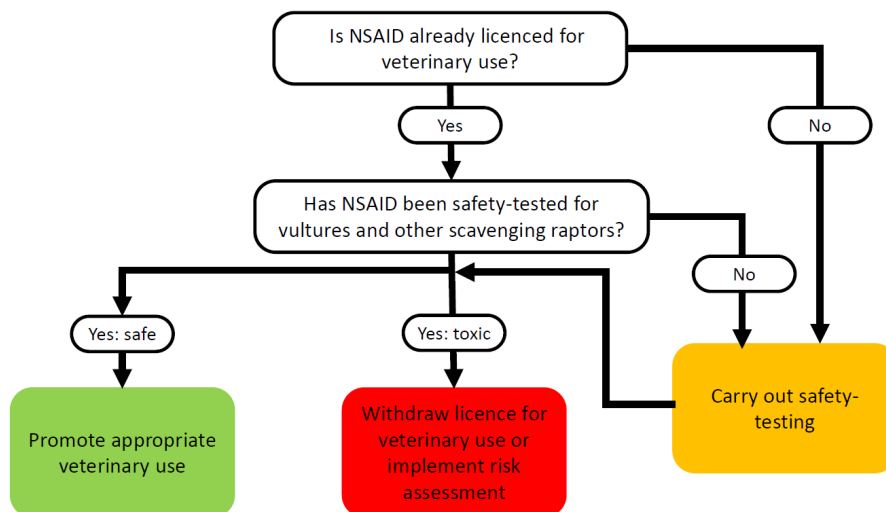 Is NSAID already licenced for
veterinary use?
Yes
No
Has NSAID been safety-tested for
vultures and other scavenging raptors?
No
Yes: safe
Yes: toxic
Promote appropriate
veterinary use
Withdraw licence for
veterinary use or
implement risk
assessment
Carry out safety-
testing